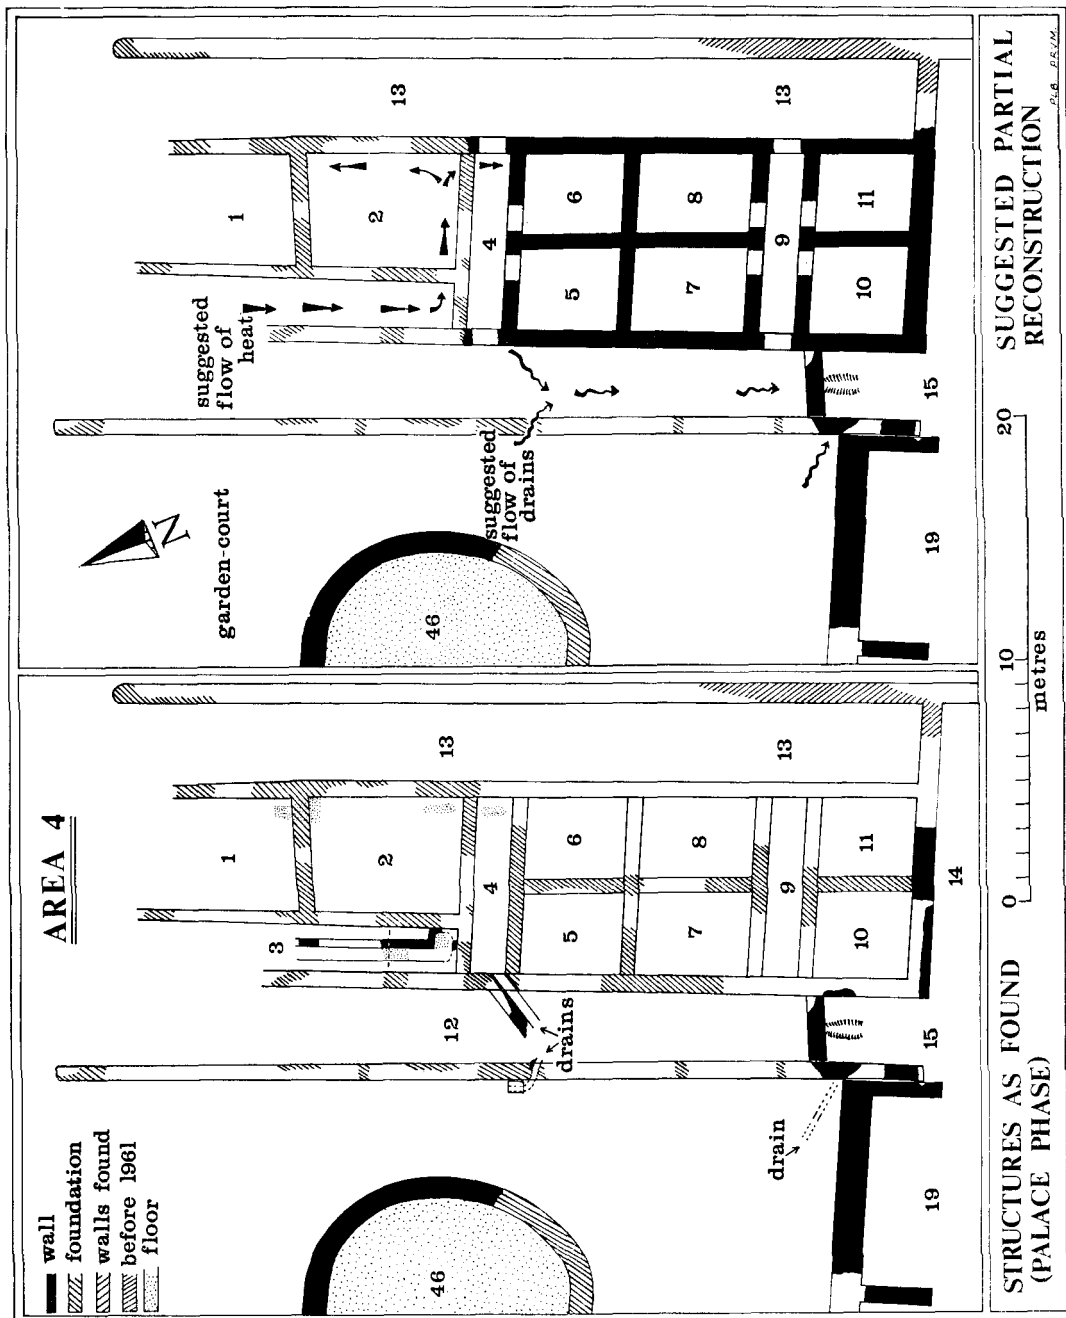 AREA 4
wall
foundation
walls found
before 1961
floor
1
2
3
4
5
6
7
8
9
10
11
12
13
13
14
15
19
46
drains
drain
STRUCTURES AS FOUND
(PALACE PHASE)
0
10
20
metres
N
garden-court
suggested
flow of
heat
suggested
flow of
drains
1
2
4
5
6
7
8
9
10
11
13
13
15
19
46
SUGGESTED PARTIAL
RECONSTRUCTION